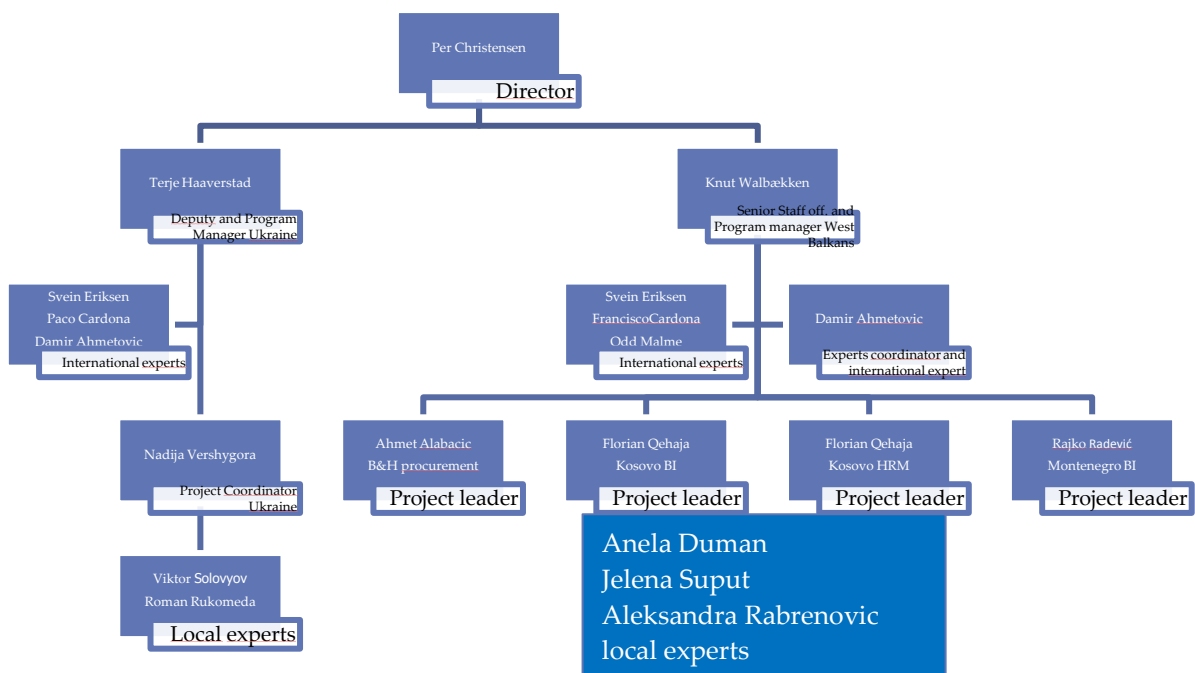 Per Christensen
Director
Terje Haaverstad
Deputy and Program
Manager Ukraine
Knut Walbækken
Senior Staff off. and
Program manager West
Balkans
Svein Eriksen
Paco Cardona
Damir Ahmetovic
International experts
Svein Eriksen
FranciscoCardona
Odd Malme
International experts
Damir Ahmetovic
Experts coordinator and
international expert
Nadija Vershygora
Project Coordinator
Ukraine
Ahmet Alabacic
B&H procurement
Project leader
Florian Qehaja
Kosovo BI
Project leader
Florian Qehaja
Kosovo HRM
Project leader
Rajko Radević
Montenegro BI
Project leader
Viktor Solovyov
Roman Rukomeda
Local experts
Anela Duman
Jelena Suput
Aleksandra Rabrenovic
local experts